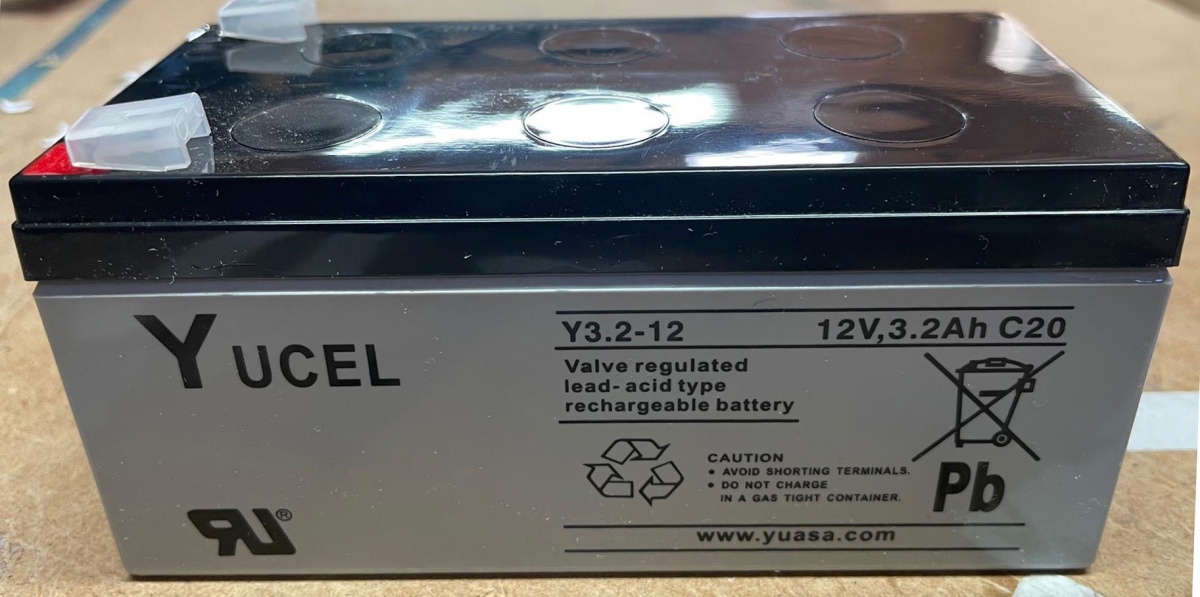 YUCEL
Y3.2-12 12V,3.2Ah C20
Valve regulated
lead-acid type
rechargeable battery
CAUTION
• AVOID SHORTING TERMINALS.
• DO NOT CHARGE
IN A GAS TIGHT CONTAINER.
Pb
RU®
www.yuasa.com